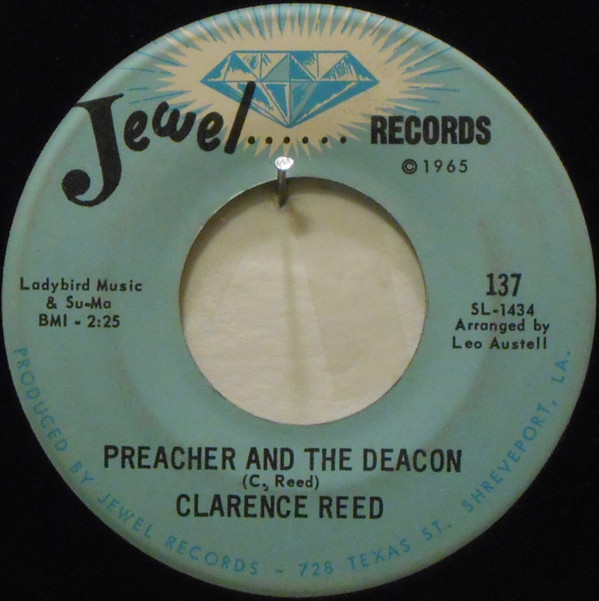 Jewel...... RECORDS
© 1965
Ladybird Music
& Su-Ma
BMI - 2:25
137
SL-1434
Arranged by
Leo Austell
PREACHER AND THE DEACON
(C. Reed)
CLARENCE REED
PRODUCED BY JEWEL RECORDS - 728 TEXAS ST. SHREVEPORT, LA.